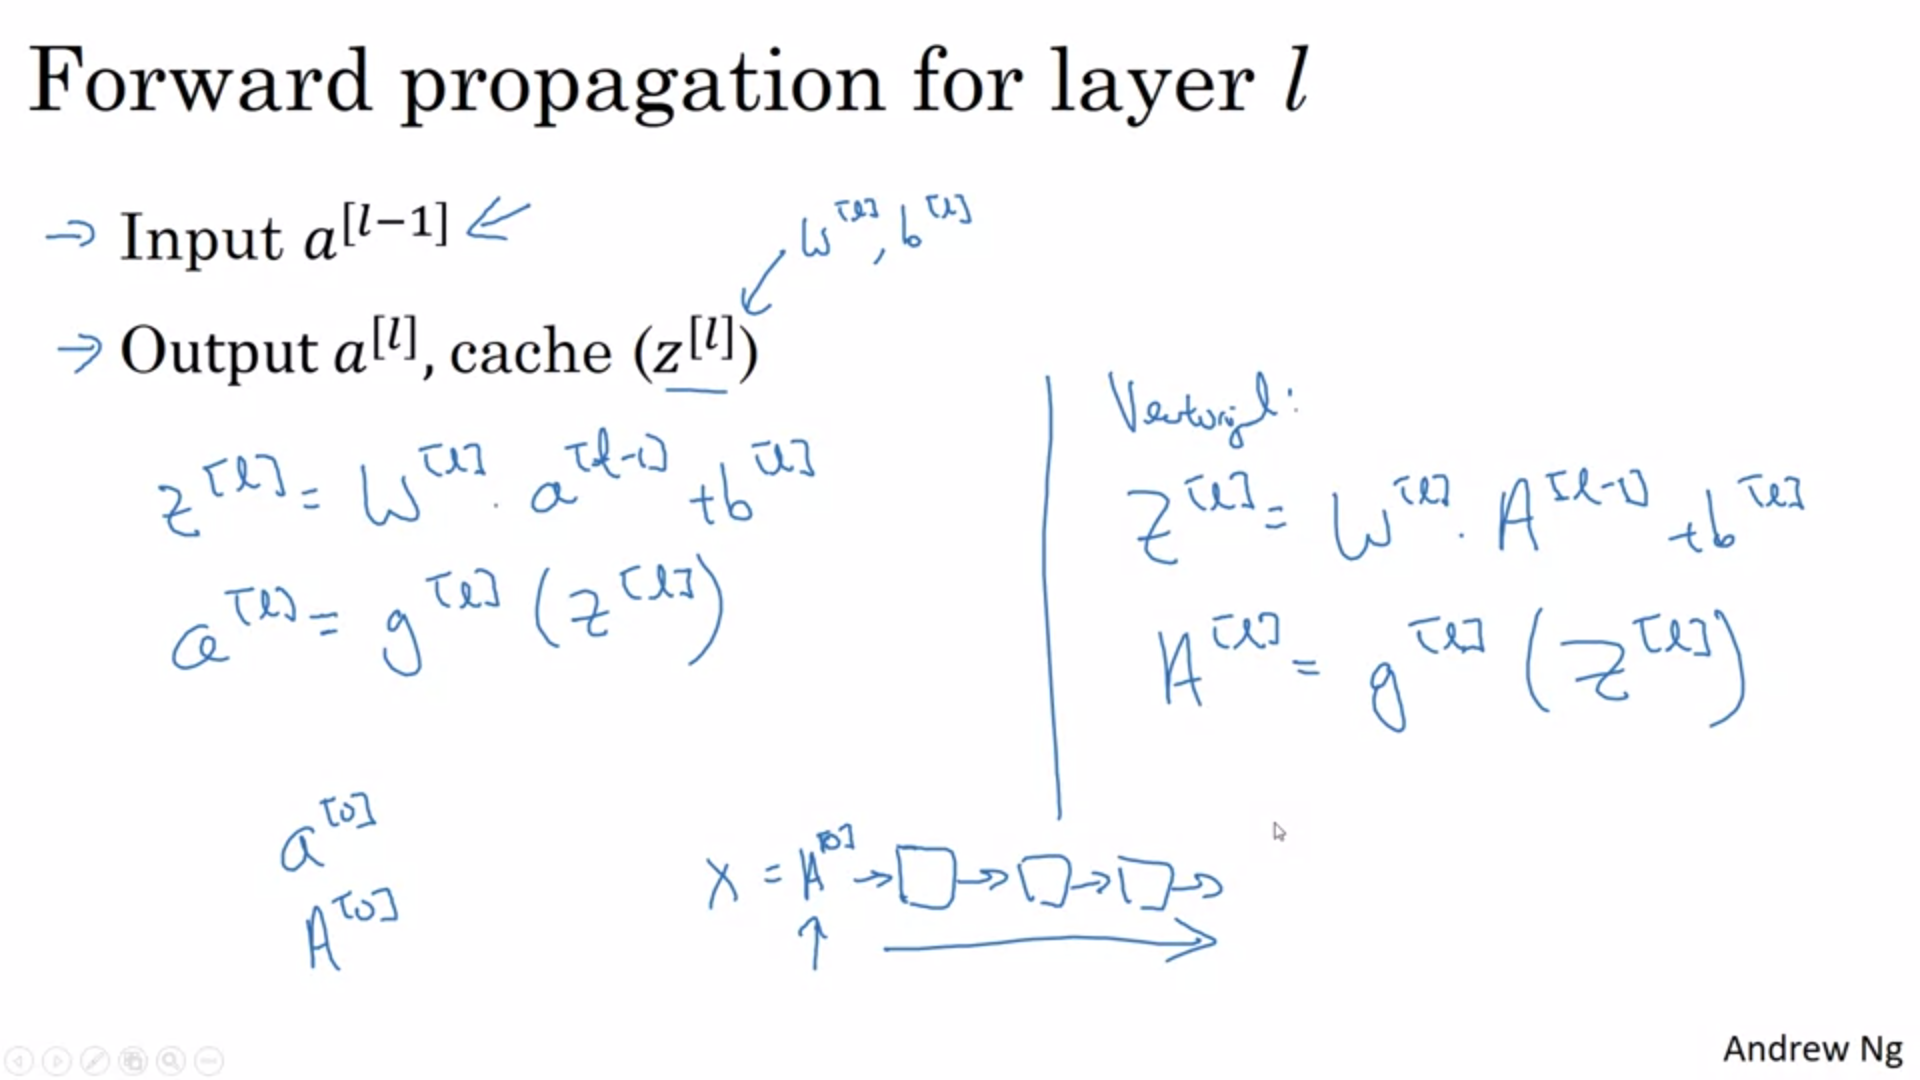 Forward propagation for layer l
→ Input a^[l−1] ←
W^[l], b^[l]
→ Output a^[l], cache (z^[l])
z^[l] = W^[l] · a^[l-1] + b^[l]
a^[l] = g^[l] (z^[l])
Vectorized:
Z^[l] = W^[l] · A^[l-1] + b^[l]
A^[l] = g^[l] (Z^[l])
a^[0]
A^[0]
X = A^[0] → □ → □ → □ →
Andrew Ng